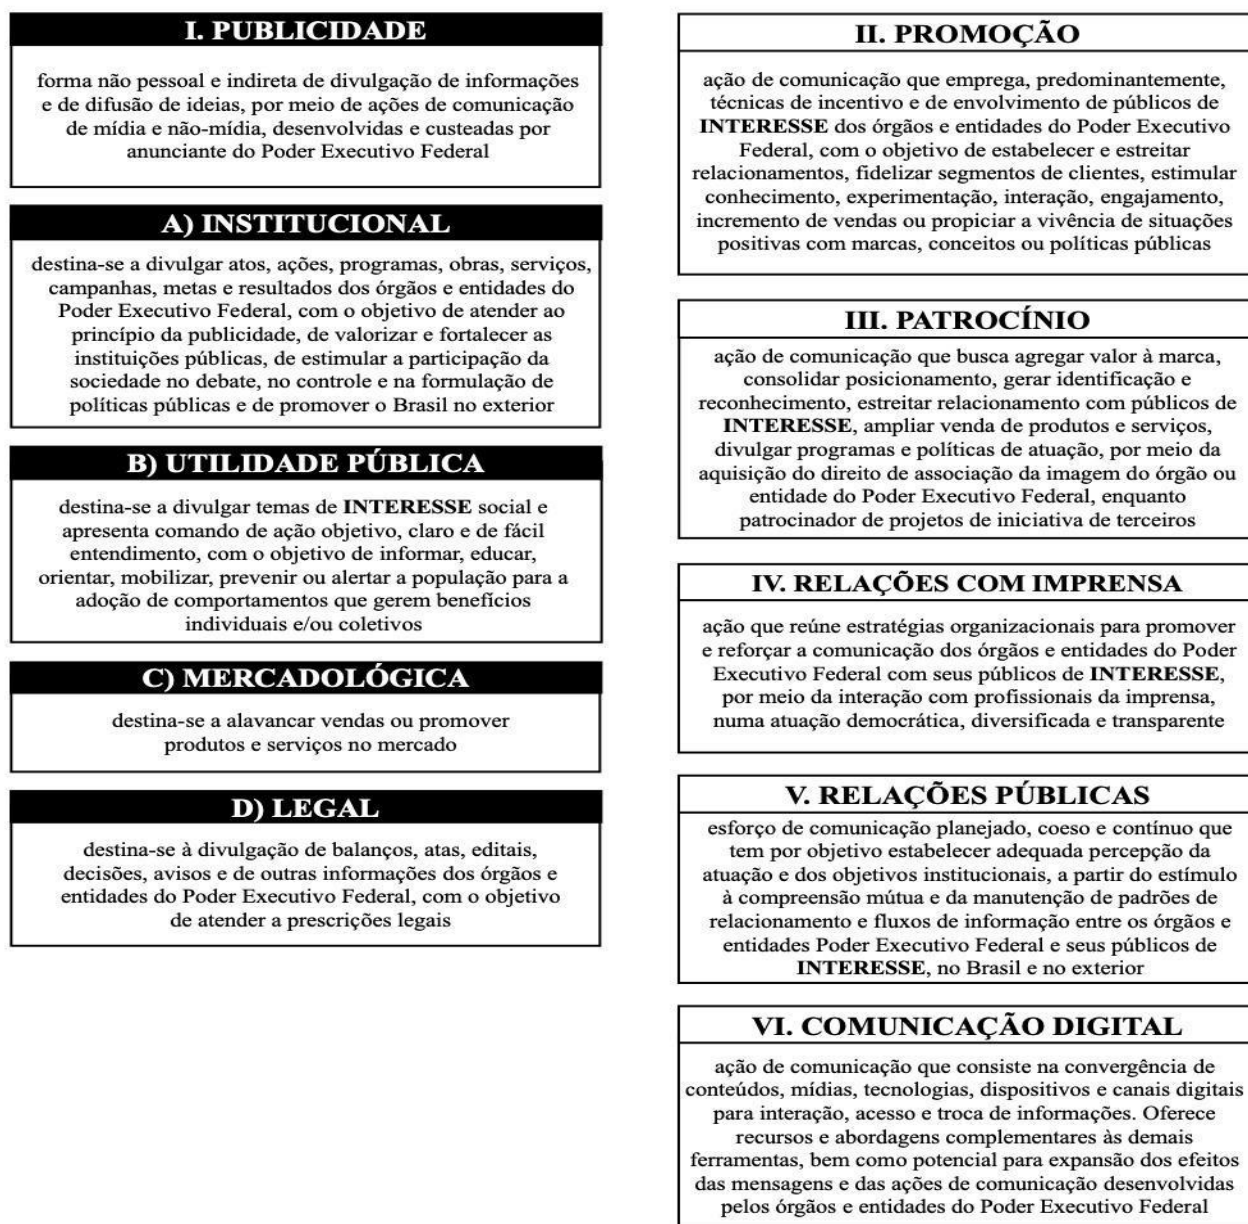 I. PUBLICIDADE
forma não pessoal e indireta de divulgação de informações
e de difusão de ideias, por meio de ações de comunicação
de mídia e não-mídia, desenvolvidas e custeadas por
anunciante do Poder Executivo Federal
A) INSTITUCIONAL
destina-se a divulgar atos, ações, programas, obras, serviços,
campanhas, metas e resultados dos órgãos e entidades do
Poder Executivo Federal, com o objetivo de atender ao
princípio da publicidade, de valorizar e fortalecer as
instituições públicas, de estimular a participação da
sociedade no debate, no controle e na formulação de
políticas públicas e de promover o Brasil no exterior
B) UTILIDADE PÚBLICA
destina-se a divulgar temas de INTERESSE social e
apresenta comando de ação objetivo, claro e de fácil
entendimento, com o objetivo de informar, educar,
orientar, mobilizar, prevenir ou alertar a população para a
adoção de comportamentos que gerem benefícios
individuais e/ou coletivos
C) MERCADOLÓGICA
destina-se a alavancar vendas ou promover
produtos e serviços no mercado
D) LEGAL
destina-se à divulgação de balanços, atas, editais,
decisões, avisos e de outras informações dos órgãos e
entidades do Poder Executivo Federal, com o objetivo
de atender a prescrições legais
II. PROMOÇÃO
ação de comunicação que emprega, predominantemente,
técnicas de incentivo e de envolvimento de públicos de
INTERESSE dos órgãos e entidades do Poder Executivo
Federal, com o objetivo de estabelecer e estreitar
relacionamentos, fidelizar segmentos de clientes, estimular
conhecimento, experimentação, interação, engajamento,
incremento de vendas ou propiciar a vivência de situações
positivas com marcas, conceitos ou políticas públicas
III. PATROCÍNIO
ação de comunicação que busca agregar valor à marca,
consolidar posicionamento, gerar identificação e
reconhecimento, estreitar relacionamento com públicos de
INTERESSE, ampliar venda de produtos e serviços,
divulgar programas e políticas de atuação, por meio da
aquisição do direito de associação da imagem do órgão ou
entidade do Poder Executivo Federal, enquanto
patrocinador de projetos de iniciativa de terceiros
IV. RELAÇÕES COM IMPRENSA
ação que reúne estratégias organizacionais para promover
e reforçar a comunicação dos órgãos e entidades do Poder
Executivo Federal com seus públicos de INTERESSE,
por meio da interação com profissionais da imprensa,
numa atuação democrática, diversificada e transparente
V. RELAÇÕES PÚBLICAS
esforço de comunicação planejado, coeso e contínuo que
tem por objetivo estabelecer adequada percepção da
atuação e dos objetivos institucionais, a partir do estímulo
à compreensão mútua e da manutenção de padrões de
relacionamento e fluxos de informação entre os órgãos e
entidades Poder Executivo Federal e seus públicos de
INTERESSE, no Brasil e no exterior
VI. COMUNICAÇÃO DIGITAL
ação de comunicação que consiste na convergência de
conteúdos, mídias, tecnologias, dispositivos e canais digitais
para interação, acesso e troca de informações. Oferece
recursos e abordagens complementares às demais
ferramentas, bem como potencial para expansão dos efeitos
das mensagens e das ações de comunicação desenvolvidas
pelos órgãos e entidades do Poder Executivo Federal